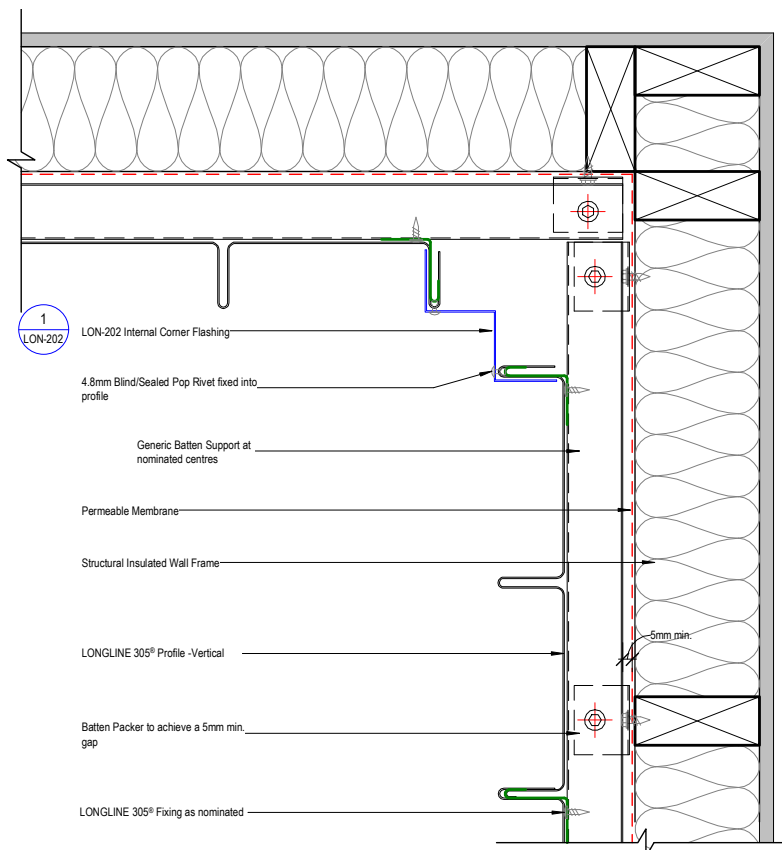 1
LON-202
LON-202 Internal Corner Flashing
4.8mm Blind/Sealed Pop Rivet fixed into
profile
Generic Batten Support at
nominated centres
Permeable Membrane
Structural Insulated Wall Frame
5mm min.
LONGLINE 305® Profile -Vertical
Batten Packer to achieve a 5mm min.
gap
LONGLINE 305® Fixing as nominated